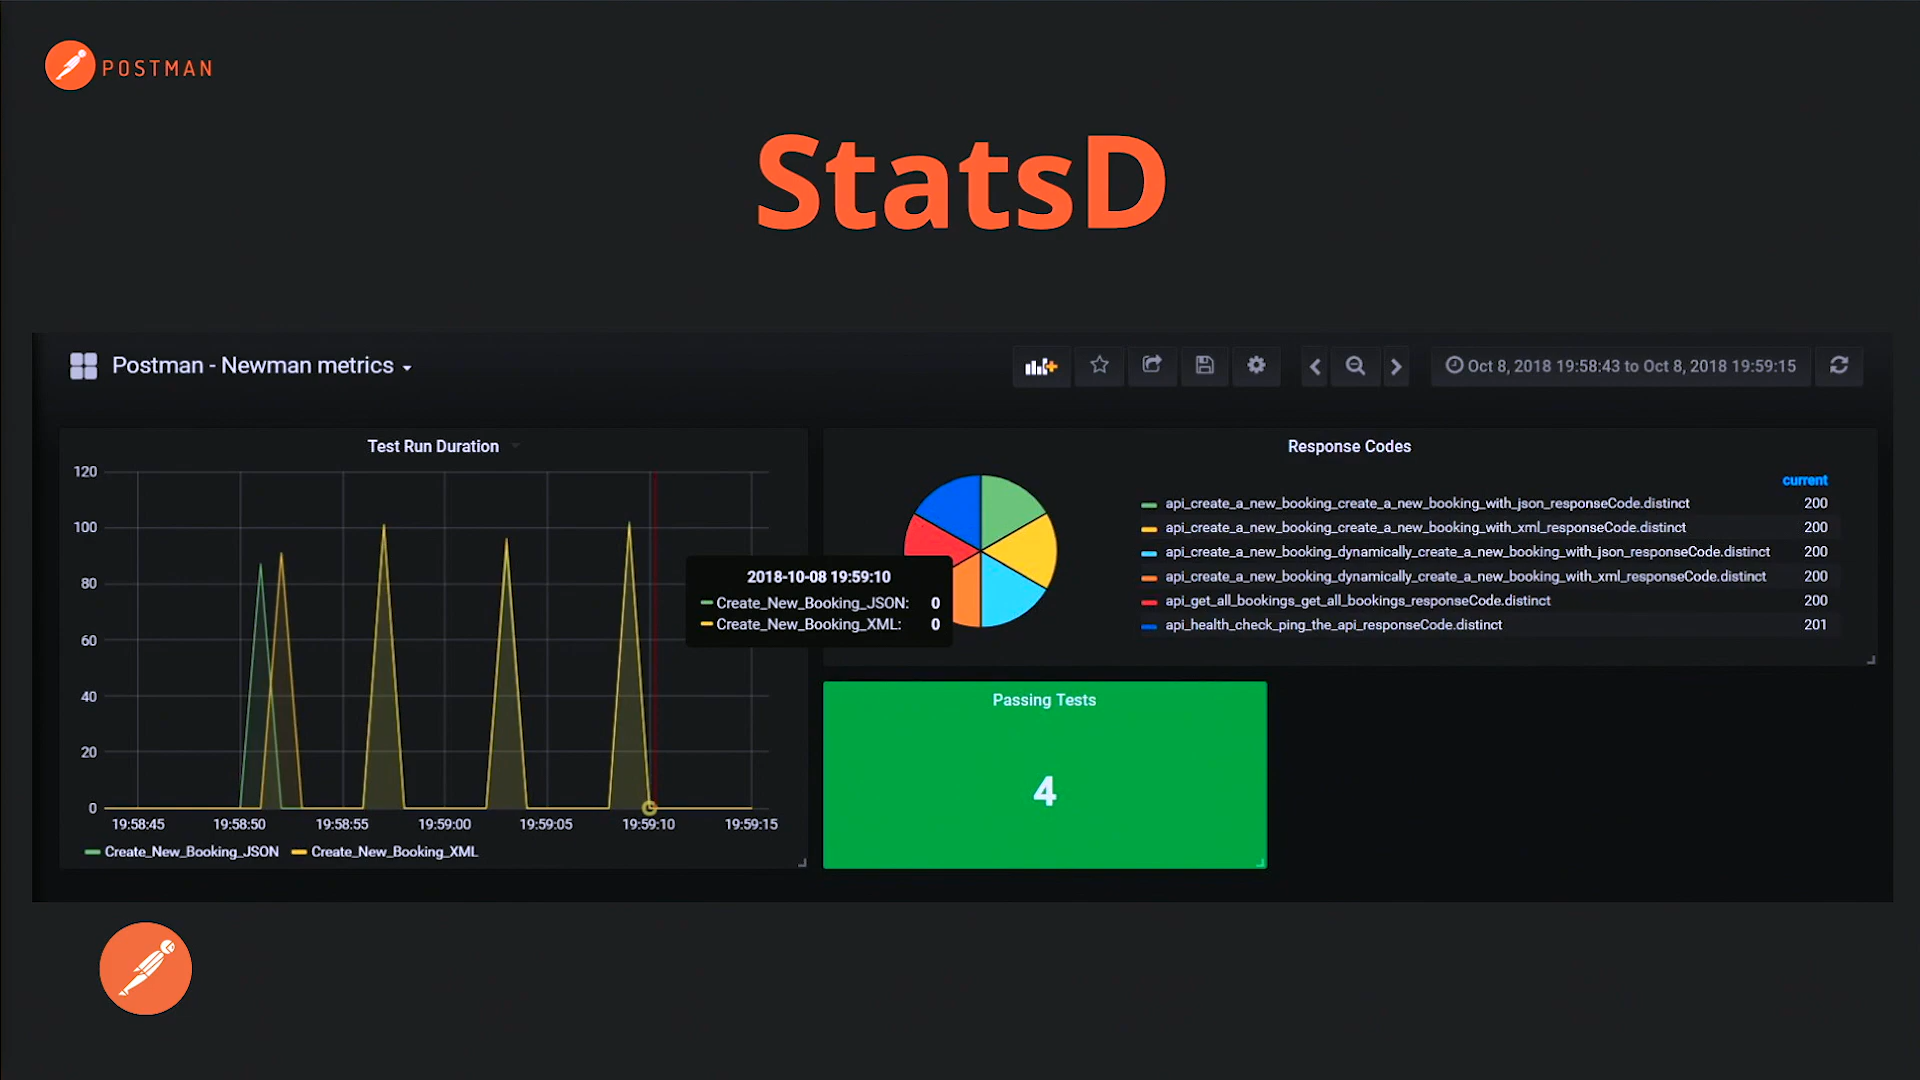 POSTMAN
StatsD
Postman - Newman metrics
Oct 8, 2018 19:58:43 to Oct 8, 2018 19:59:15
Test Run Duration
120
100
80
60
40
20
0
19:58:45 19:58:50 19:58:55 19:59:00 19:59:05 19:59:10 19:59:15
Create_New_Booking_JSON Create_New_Booking_XML
2018-10-08 19:59:10
Create_New_Booking_JSON: 0
Create_New_Booking_XML: 0
Response Codes
current
api_create_a_new_booking_create_a_new_booking_with_json_responseCode.distinct 200
api_create_a_new_booking_create_a_new_booking_with_xml_responseCode.distinct 200
api_create_a_new_booking_dynamically_create_a_new_booking_with_json_responseCode.distinct 200
api_create_a_new_booking_dynamically_create_a_new_booking_with_xml_responseCode.distinct 200
api_get_all_bookings_get_all_bookings_responseCode.distinct 200
api_health_check_ping_the_api_responseCode.distinct 201
Passing Tests
4